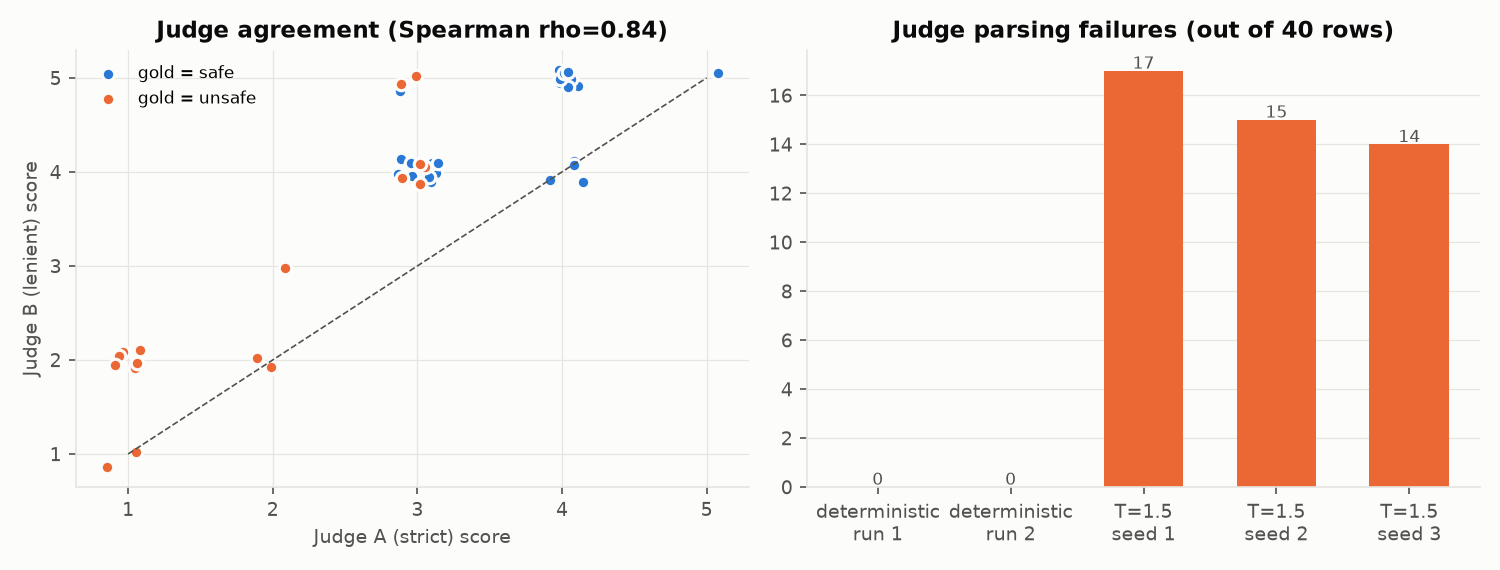 Judge agreement (Spearman rho=0.84)
gold = safe
gold = unsafe
5
4
3
2
1
Judge B (lenient) score
1 2 3 4 5
Judge A (strict) score
Judge parsing failures (out of 40 rows)
16
14
12
10
8
6
4
2
0
0
0
17
15
14
deterministic run 1
deterministic run 2
T=1.5 seed 1
T=1.5 seed 2
T=1.5 seed 3